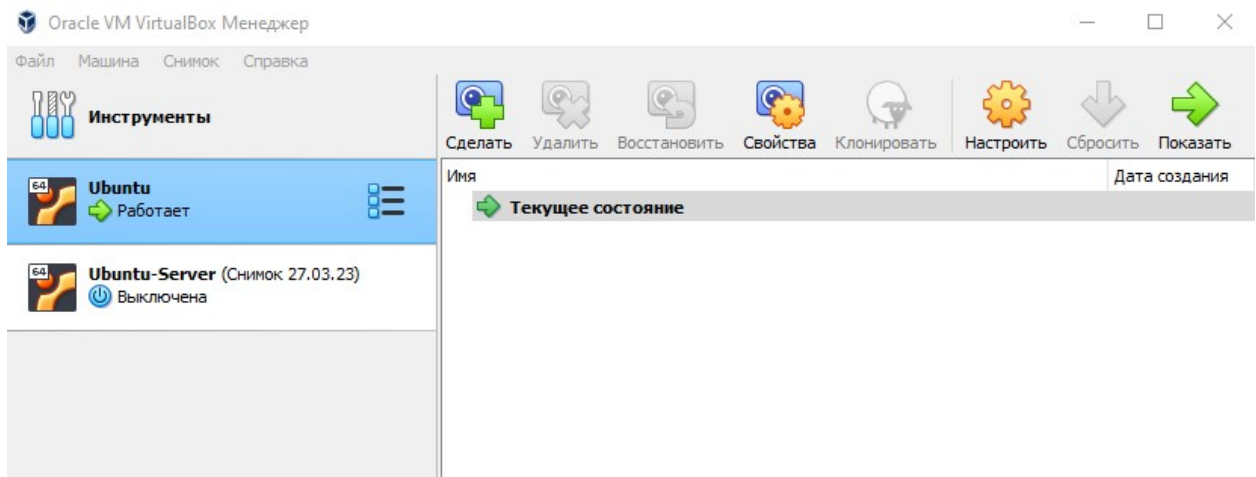 Oracle VM VirtualBox Менеджер
Файл Машина Снимок Справка
Инструменты
Сделать Удалить Восстановить Свойства Клонировать Настроить Сбросить Показать
64
Ubuntu
Работает
64
Ubuntu-Server (Снимок 27.03.23)
Выключена
Имя Дата создания
Текущее состояние